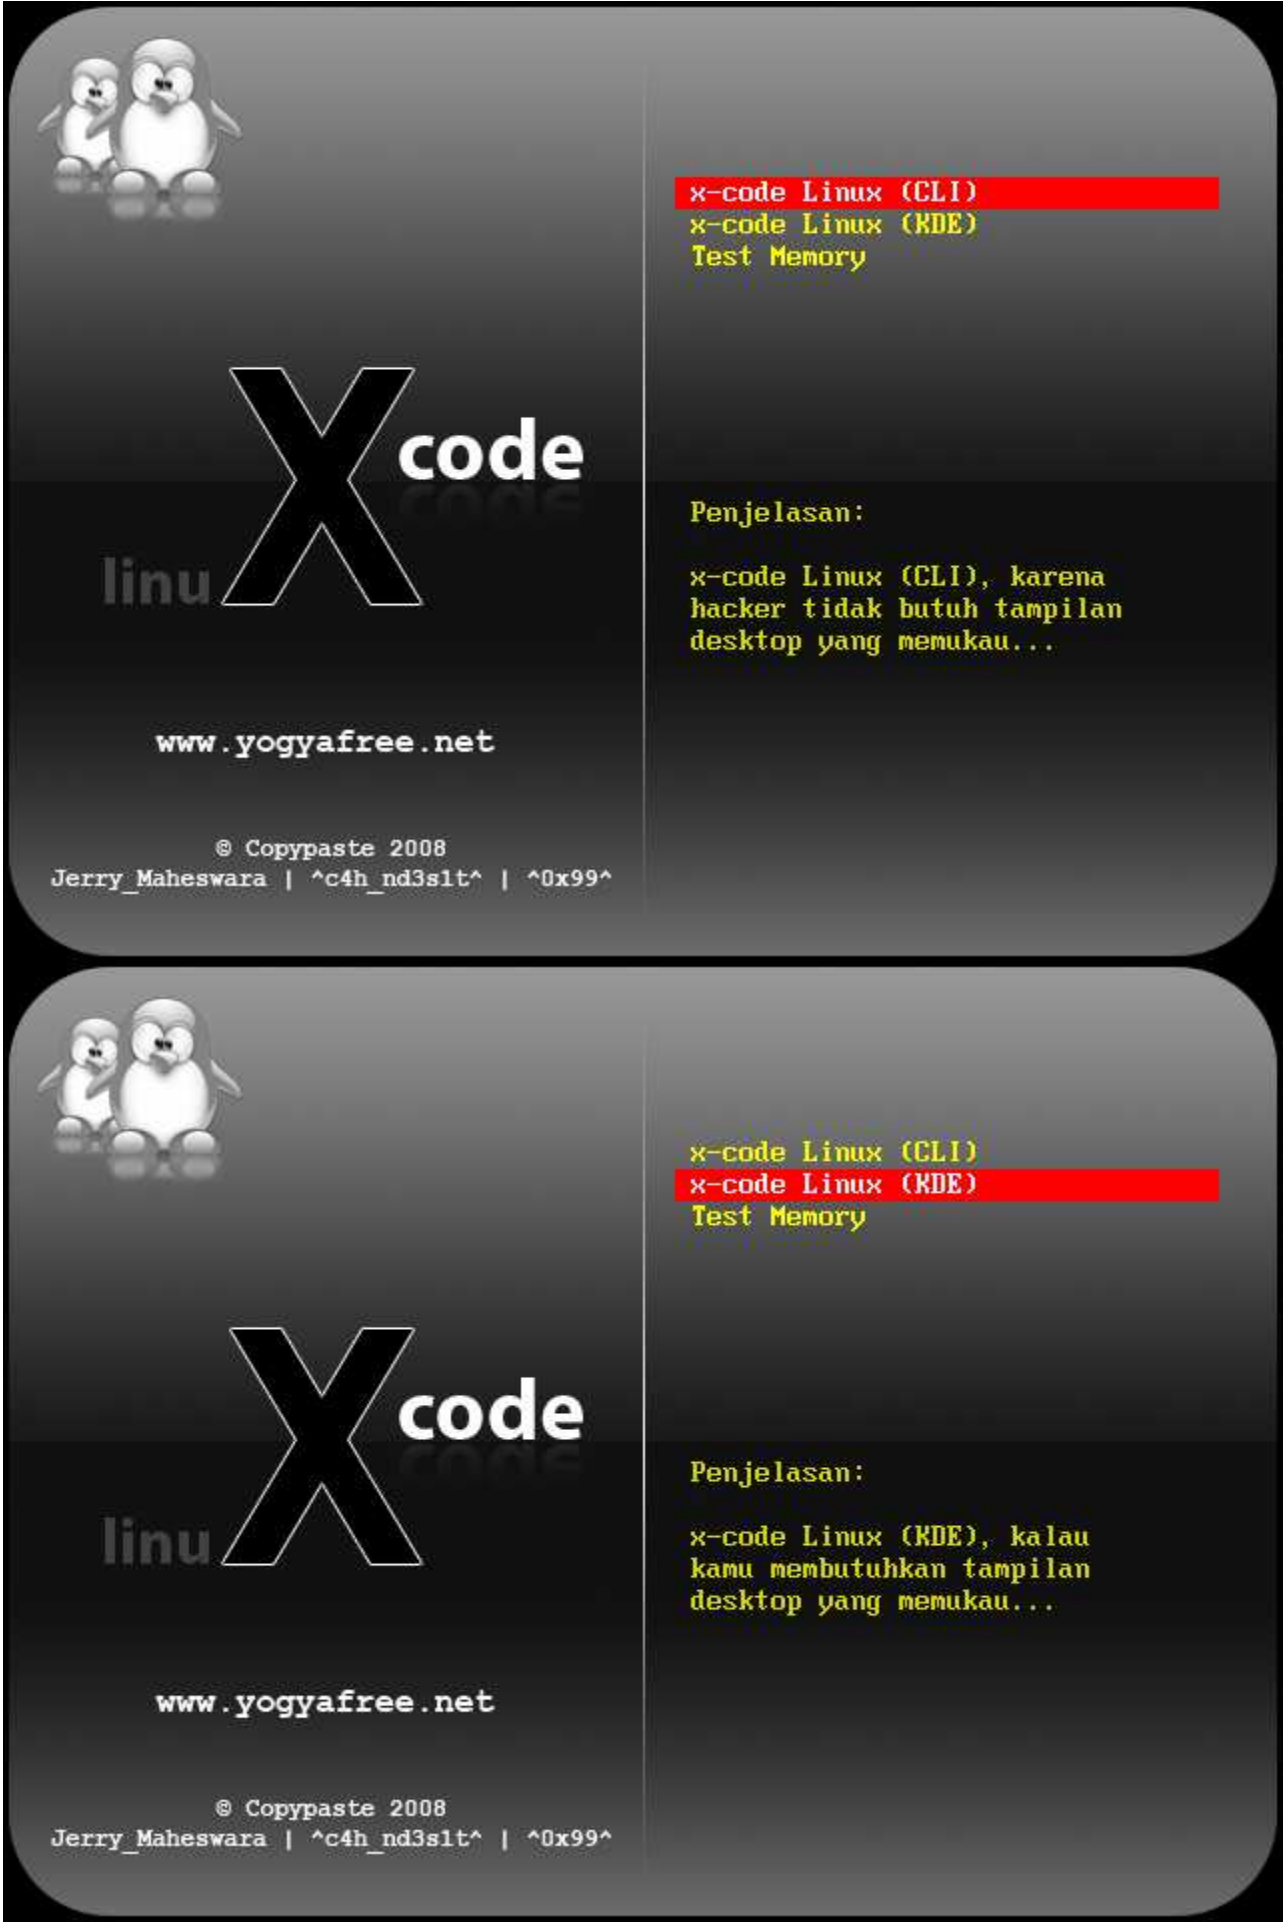 x-code Linux (CLI)
x-code Linux (KDE)
Test Memory
X
code
linu
Penjelasan:
x-code Linux (CLI), karena
hacker tidak butuh tampilan
desktop yang memukau...
www.yogyafree.net
© Copypaste 2008
Jerry_Maheswara | ^c4h_nd3s1t^ | ^0x99^
x-code Linux (CLI)
x-code Linux (KDE)
Test Memory
X
code
linu
Penjelasan:
x-code Linux (KDE), kalau
kamu membutuhkan tampilan
desktop yang memukau...
www.yogyafree.net
© Copypaste 2008
Jerry_Maheswara | ^c4h_nd3s1t^ | ^0x99^